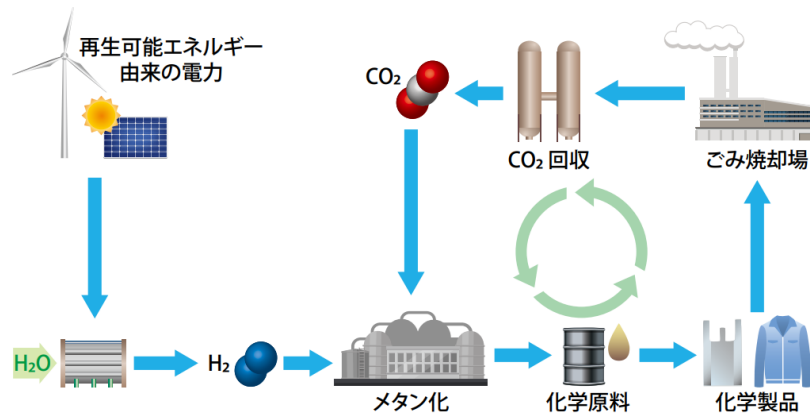 再生可能エネルギー
由来の電力
CO₂
CO₂ 回収
ごみ焼却場
H₂O
H₂
メタン化
化学原料
化学製品